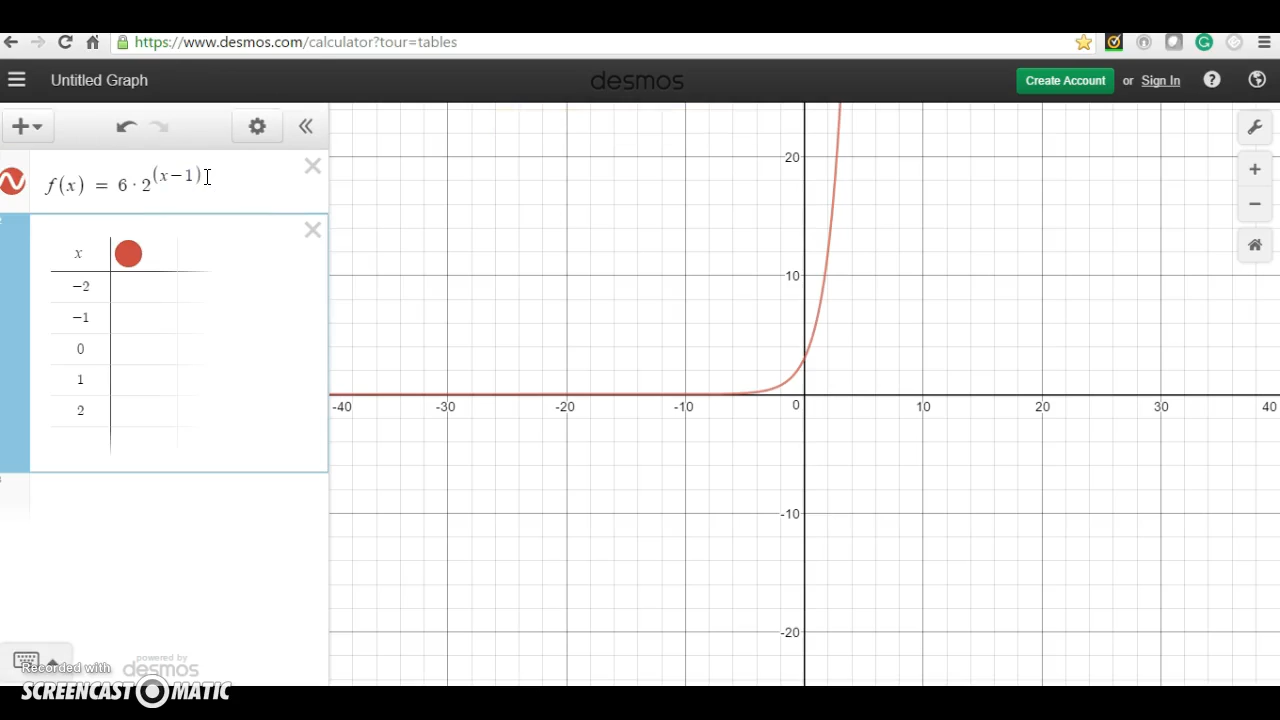 https://www.desmos.com/calculator?tour=tables
Untitled Graph
desmos
Create Account or Sign In ?
f(x) = 6 · 2^(x−1)
x
−2
−1
0
1
2
20
10
-40 -30 -20 -10 0 10 20 30 40
-10
-20
powered by
desmos
Recorded with
SCREENCAST O MATIC